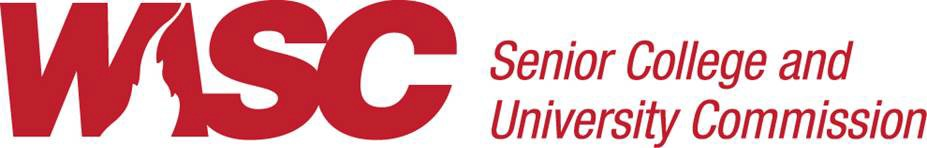 WASC
Senior College and
University Commission